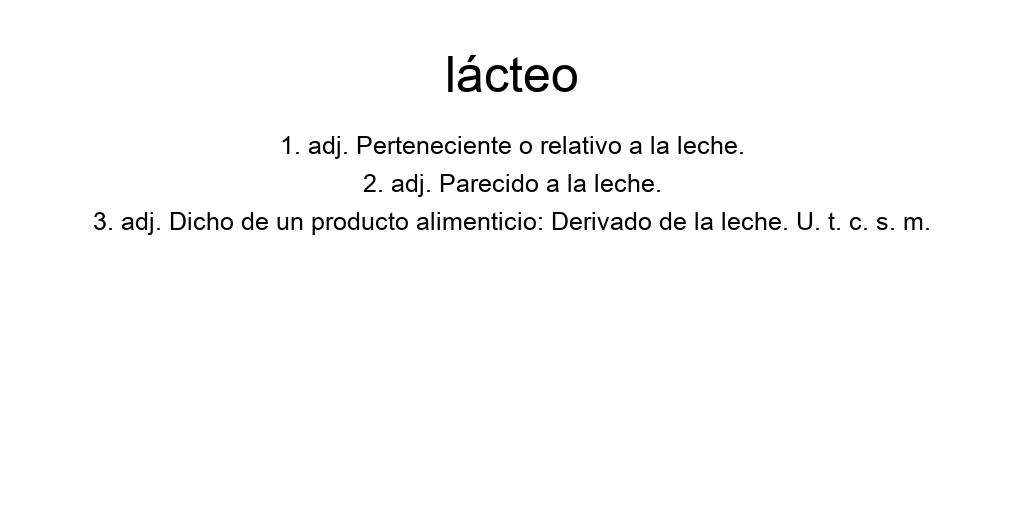 lácteo
1. adj. Perteneciente o relativo a la leche.
2. adj. Parecido a la leche.
3. adj. Dicho de un producto alimenticio: Derivado de la leche. U. t. c. s. m.